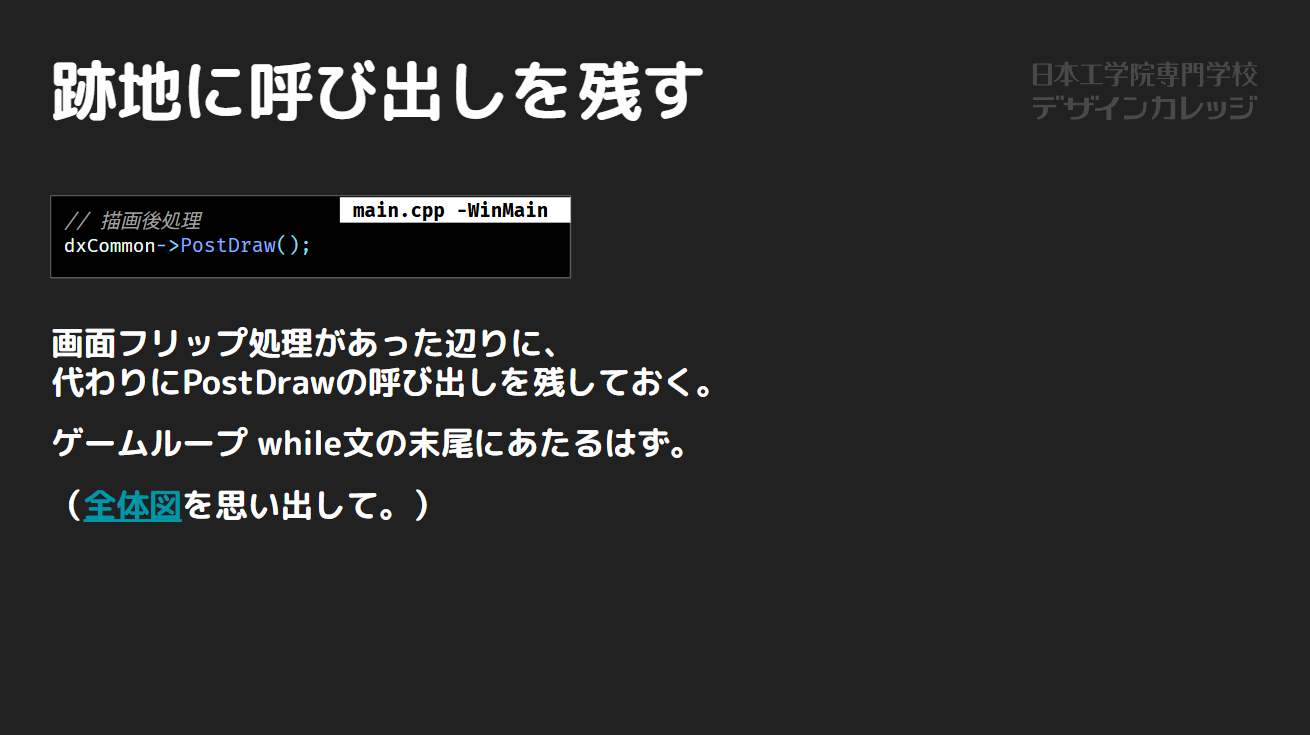 跡地に呼び出しを残す
日本工学院専門学校
デザインカレッジ
main.cpp -WinMain
// 描画後処理
dxCommon->PostDraw();
画面フリップ処理があった辺りに、
代わりにPostDrawの呼び出しを残しておく。
ゲームループ while文の末尾にあたるはず。
（全体図を思い出して。）